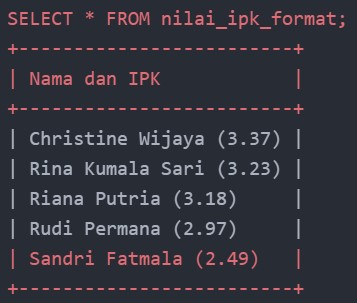 SELECT * FROM nilai_ipk_format;
+-------------------------+
| Nama dan IPK            |
+-------------------------+
| Christine Wijaya (3.37) |
| Rina Kumala Sari (3.23) |
| Riana Putria (3.18)     |
| Rudi Permana (2.97)     |
| Sandri Fatmala (2.49)   |
+-------------------------+